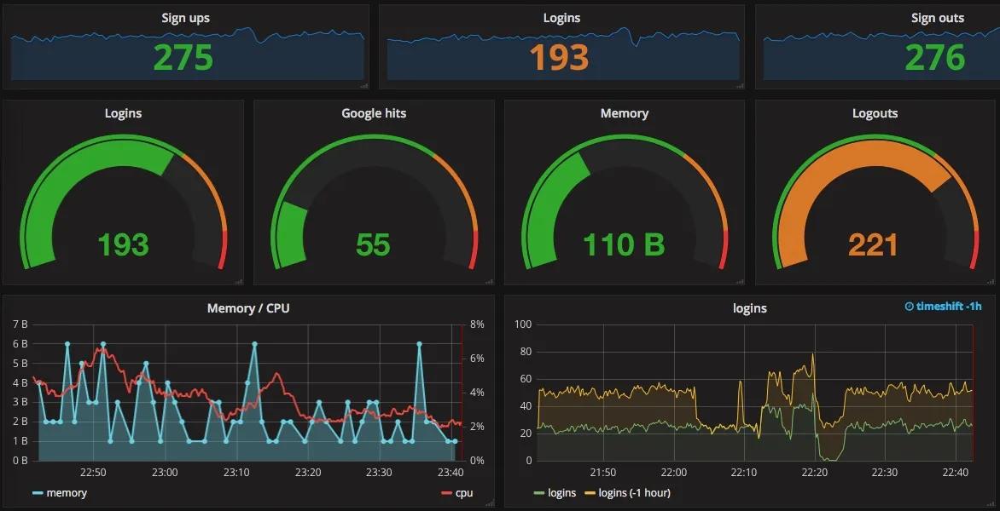 Sign ups
275
Logins
193
Sign outs
276
Logins
193
Google hits
55
Memory
110 B
Logouts
221
Memory / CPU
7 B
6 B
5 B
4 B
3 B
2 B
1 B
0 B
8%
6%
4%
2%
0%
22:50 23:00 23:10 23:20 23:30 23:40
memory
cpu
logins
timeshift -1h
100
80
60
40
20
0
21:50 22:00 22:10 22:20 22:30 22:40
logins logins (-1 hour)